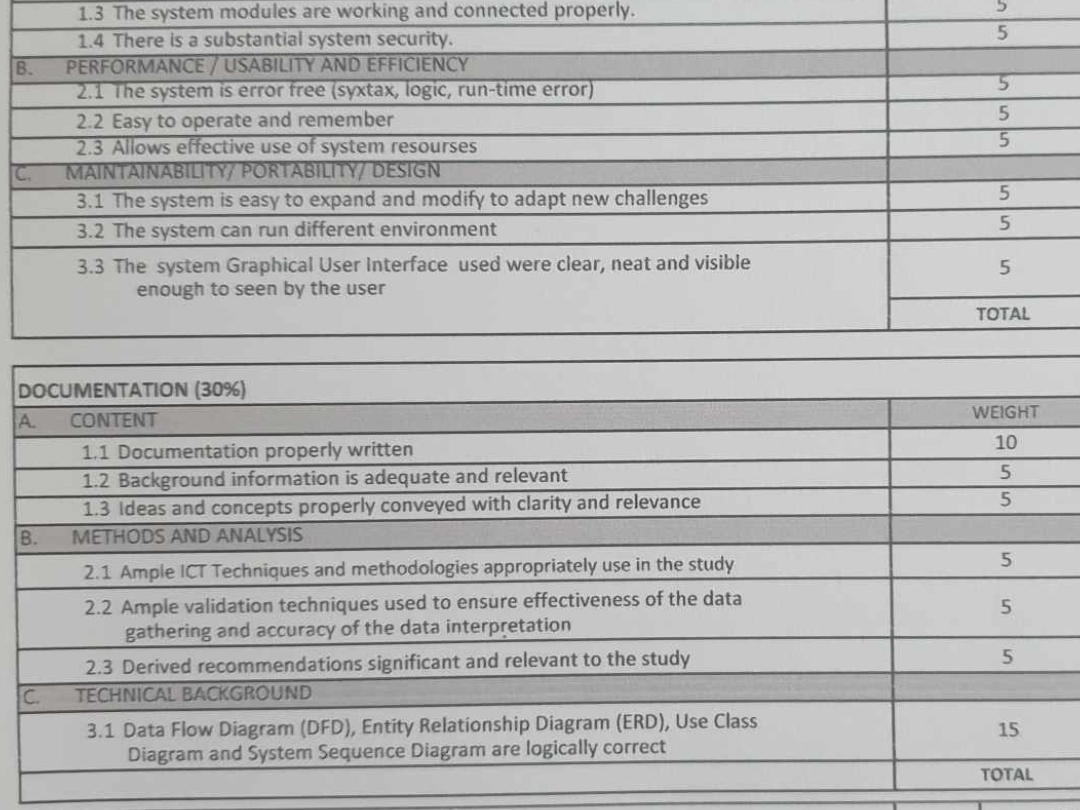 1.3 The system modules are working and connected properly. 5
1.4 There is a substantial system security. 5
B. PERFORMANCE / USABILITY AND EFFICIENCY
2.1 The system is error free (syxtax, logic, run-time error) 5
2.2 Easy to operate and remember 5
2.3 Allows effective use of system resourses 5
C. MAINTAINABILITY/ PORTABILITY/ DESIGN
3.1 The system is easy to expand and modify to adapt new challenges 5
3.2 The system can run different environment 5
3.3 The system Graphical User Interface used were clear, neat and visible 5
enough to seen by the user
TOTAL
DOCUMENTATION (30%)
A. CONTENT WEIGHT
1.1 Documentation properly written 10
1.2 Background information is adequate and relevant 5
1.3 Ideas and concepts properly conveyed with clarity and relevance 5
B. METHODS AND ANALYSIS
2.1 Ample ICT Techniques and methodologies appropriately use in the study 5
2.2 Ample validation techniques used to ensure effectiveness of the data 5
gathering and accuracy of the data interpretation
2.3 Derived recommendations significant and relevant to the study 5
C. TECHNICAL BACKGROUND
3.1 Data Flow Diagram (DFD), Entity Relationship Diagram (ERD), Use Class 15
Diagram and System Sequence Diagram are logically correct
TOTAL